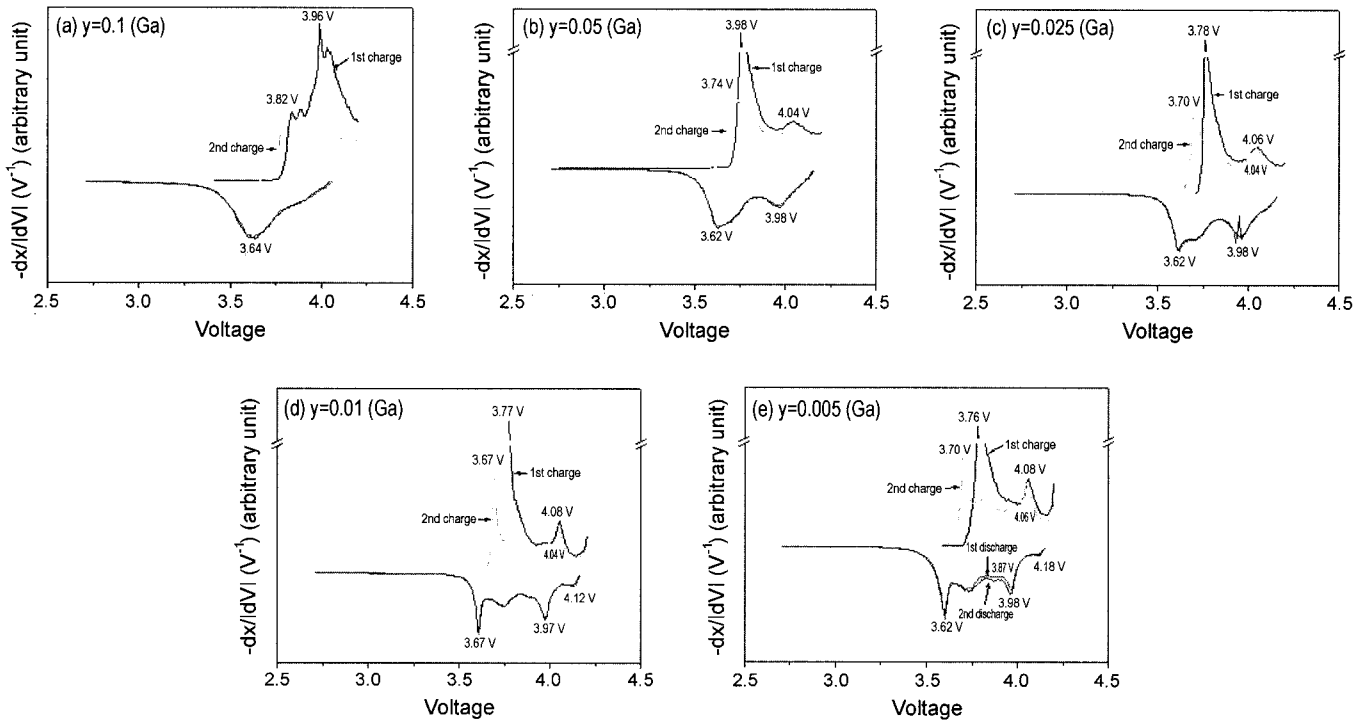 (a) y=0.1 (Ga)
3.96 V
1st charge
3.82 V
2nd charge
3.64 V
-dx/|dV| (V⁻¹) (arbitrary unit)
2.5 3.0 3.5 4.0 4.5
Voltage
(b) y=0.05 (Ga)
3.98 V
3.74 V
1st charge
4.04 V
2nd charge
3.62 V
3.98 V
-dx/|dV| (V⁻¹) (arbitrary unit)
2.5 3.0 3.5 4.0 4.5
Voltage
(c) y=0.025 (Ga)
3.78 V
3.70 V
1st charge
4.06 V
2nd charge
4.04 V
3.62 V
3.98 V
-dx/|dV| (V⁻¹) (arbitrary unit)
2.5 3.0 3.5 4.0 4.5
Voltage
(d) y=0.01 (Ga)
3.77 V
3.67 V
1st charge
4.08 V
2nd charge
4.04 V
4.12 V
3.97 V
3.67 V
-dx/|dV| (V⁻¹) (arbitrary unit)
2.5 3.0 3.5 4.0 4.5
Voltage
(e) y=0.005 (Ga)
3.76 V
3.70 V
1st charge
4.08 V
2nd charge
4.06 V
1st discharge
3.87 V
4.18 V
2nd discharge
3.98 V
3.62 V
-dx/|dV| (V⁻¹) (arbitrary unit)
2.5 3.0 3.5 4.0 4.5
Voltage